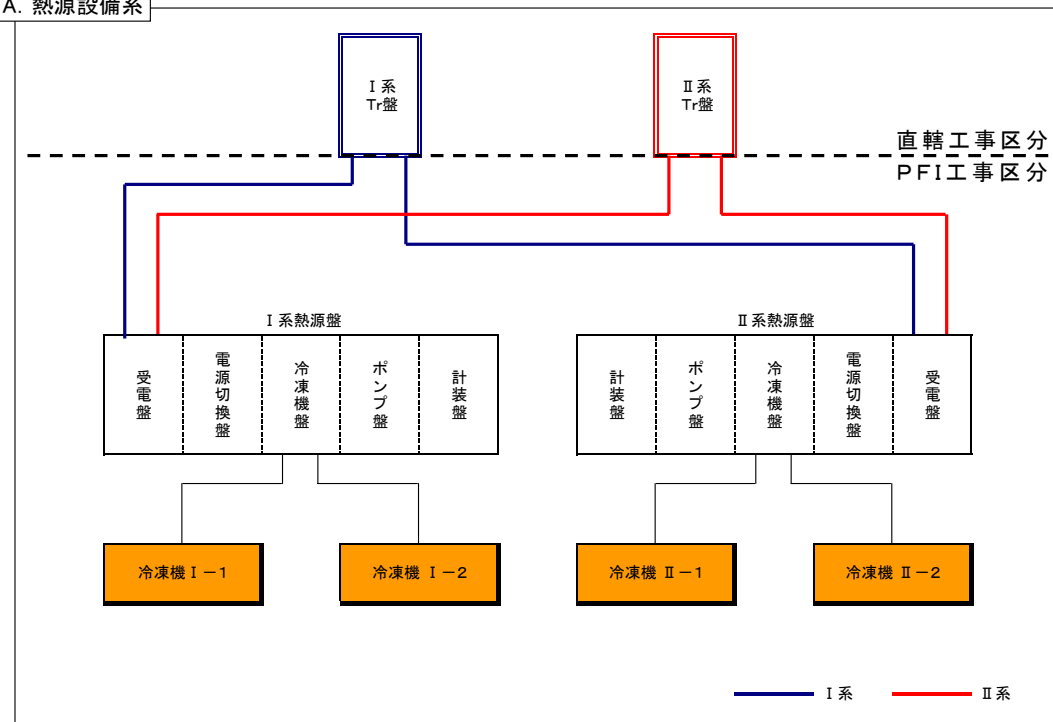 A. 熱源設備系
Ⅰ系
Tr盤
Ⅱ系
Tr盤
直轄工事区分
PFI工事区分
Ⅰ系熱源盤
Ⅱ系熱源盤
受電盤
電源切換盤
冷凍機盤
ポンプ盤
計装盤
計装盤
ポンプ盤
冷凍機盤
電源切換盤
受電盤
冷凍機Ⅰ－1
冷凍機 Ⅰ－2
冷凍機 Ⅱ－1
冷凍機 Ⅱ－2
Ⅰ系
Ⅱ系